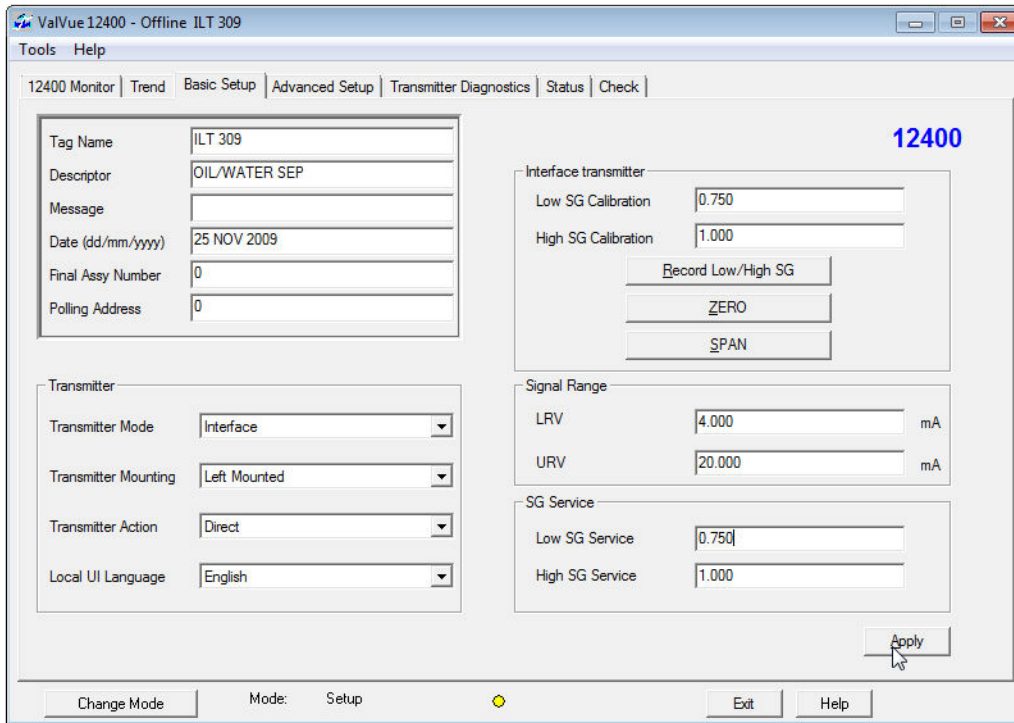 ValVue 12400 - Offline ILT 309
Tools Help
12400 Monitor Trend Basic Setup Advanced Setup Transmitter Diagnostics Status Check
Tag Name ILT 309
Descriptor OIL/WATER SEP
Message
Date (dd/mm/yyyy) 25 NOV 2009
Final Assy Number 0
Polling Address 0
12400
Interface transmitter
Low SG Calibration 0.750
High SG Calibration 1.000
Record Low/High SG
ZERO
SPAN
Transmitter
Transmitter Mode Interface
Transmitter Mounting Left Mounted
Transmitter Action Direct
Local UI Language English
Signal Range
LRV 4.000 mA
URV 20.000 mA
SG Service
Low SG Service 0.750
High SG Service 1.000
Apply
Change Mode Mode: Setup Exit Help